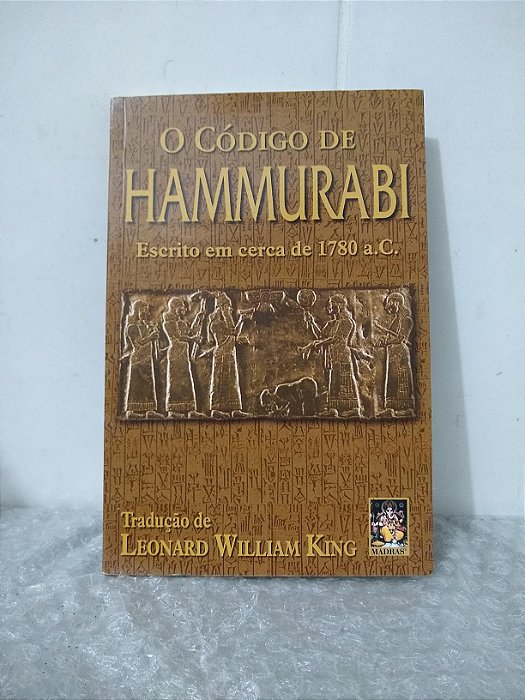 O CÓDIGO DE
HAMMURABI
Escrito em cerca de 1780 a.C.
Tradução de
LEONARD WILLIAM KING
MADRAS®